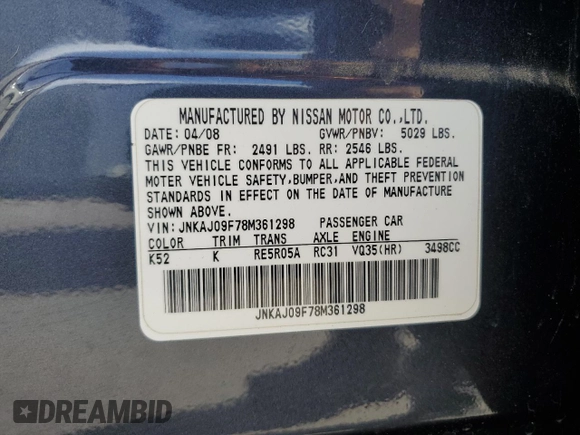 MANUFACTURED BY NISSAN MOTOR CO.,LTD.
DATE: 04/08 GVWR/PNBV: 5029 LBS.
GAWR/PNBE FR: 2491 LBS. RR: 2546 LBS.
THIS VEHICLE CONFORMS TO ALL APPLICABLE FEDERAL
MOTOR VEHICLE SAFETY,BUMPER,AND THEFT PREVENTION
STANDARDS IN EFFECT ON THE DATE OF MANUFACTURE
SHOWN ABOVE.
VIN: JNKAJ09F78M361298 PASSENGER CAR
COLOR TRIM TRANS AXLE ENGINE
K52 K RE5R05A RC31 VQ35(HR) 3498CC
JNKAJ09F78M361298
DREAMBID